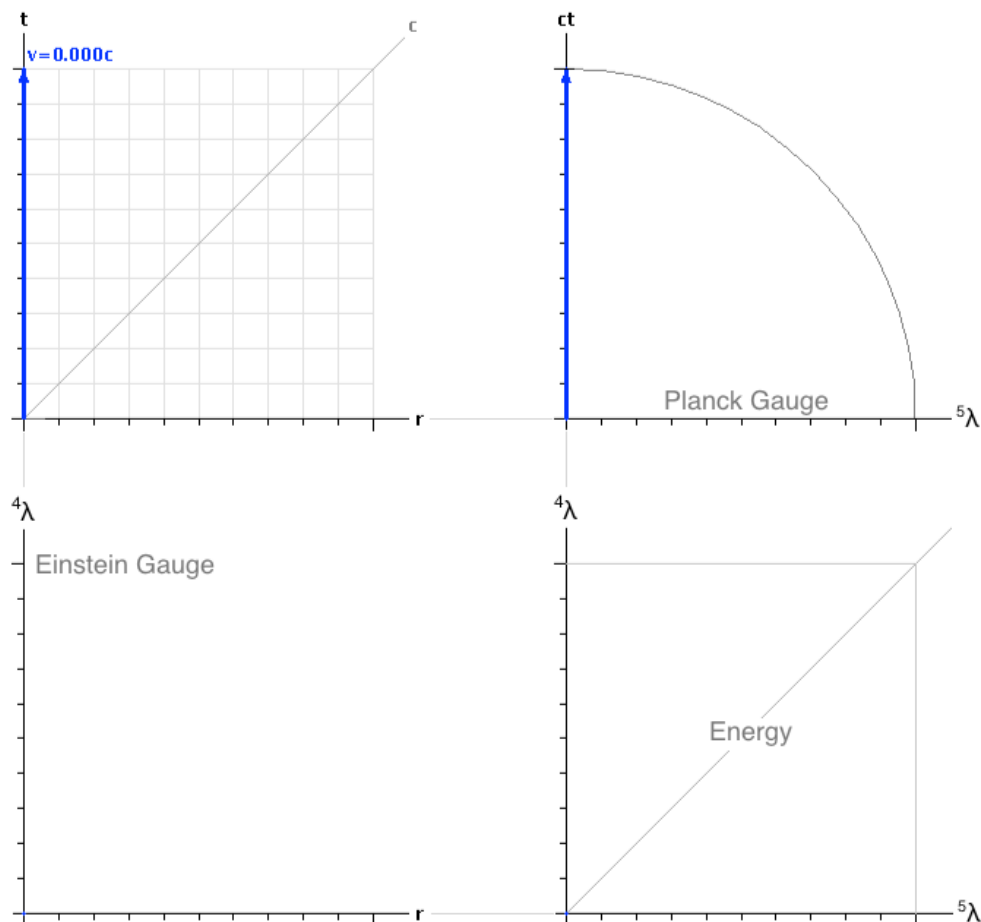 t
ct
v=0.000c
c
Planck Gauge
r
⁵λ
⁴λ
⁴λ
Einstein Gauge
Energy
r
⁵λ